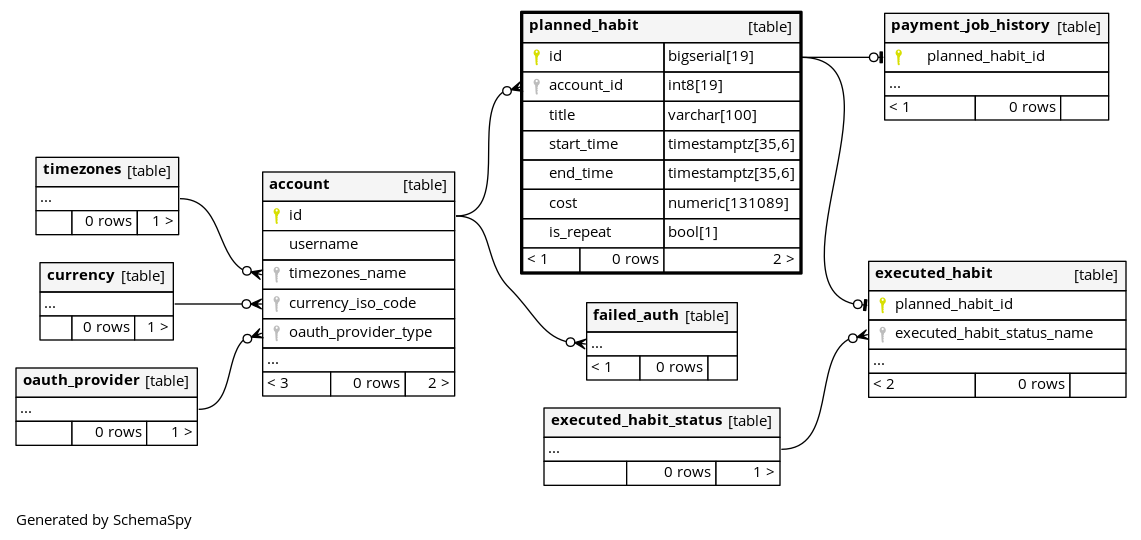 planned_habit [table]
id bigserial[19]
account_id int8[19]
title varchar[100]
start_time timestamptz[35,6]
end_time timestamptz[35,6]
cost numeric[131089]
is_repeat bool[1]
< 1 0 rows 2 >
payment_job_history [table]
planned_habit_id
...
< 1 0 rows
timezones [table]
...
0 rows 1 >
account [table]
id
username
timezones_name
currency_iso_code
oauth_provider_type
...
< 3 0 rows 2 >
currency [table]
...
0 rows 1 >
executed_habit [table]
planned_habit_id
executed_habit_status_name
...
< 2 0 rows
failed_auth [table]
...
< 1 0 rows
oauth_provider [table]
...
0 rows 1 >
executed_habit_status [table]
...
0 rows 1 >
Generated by SchemaSpy